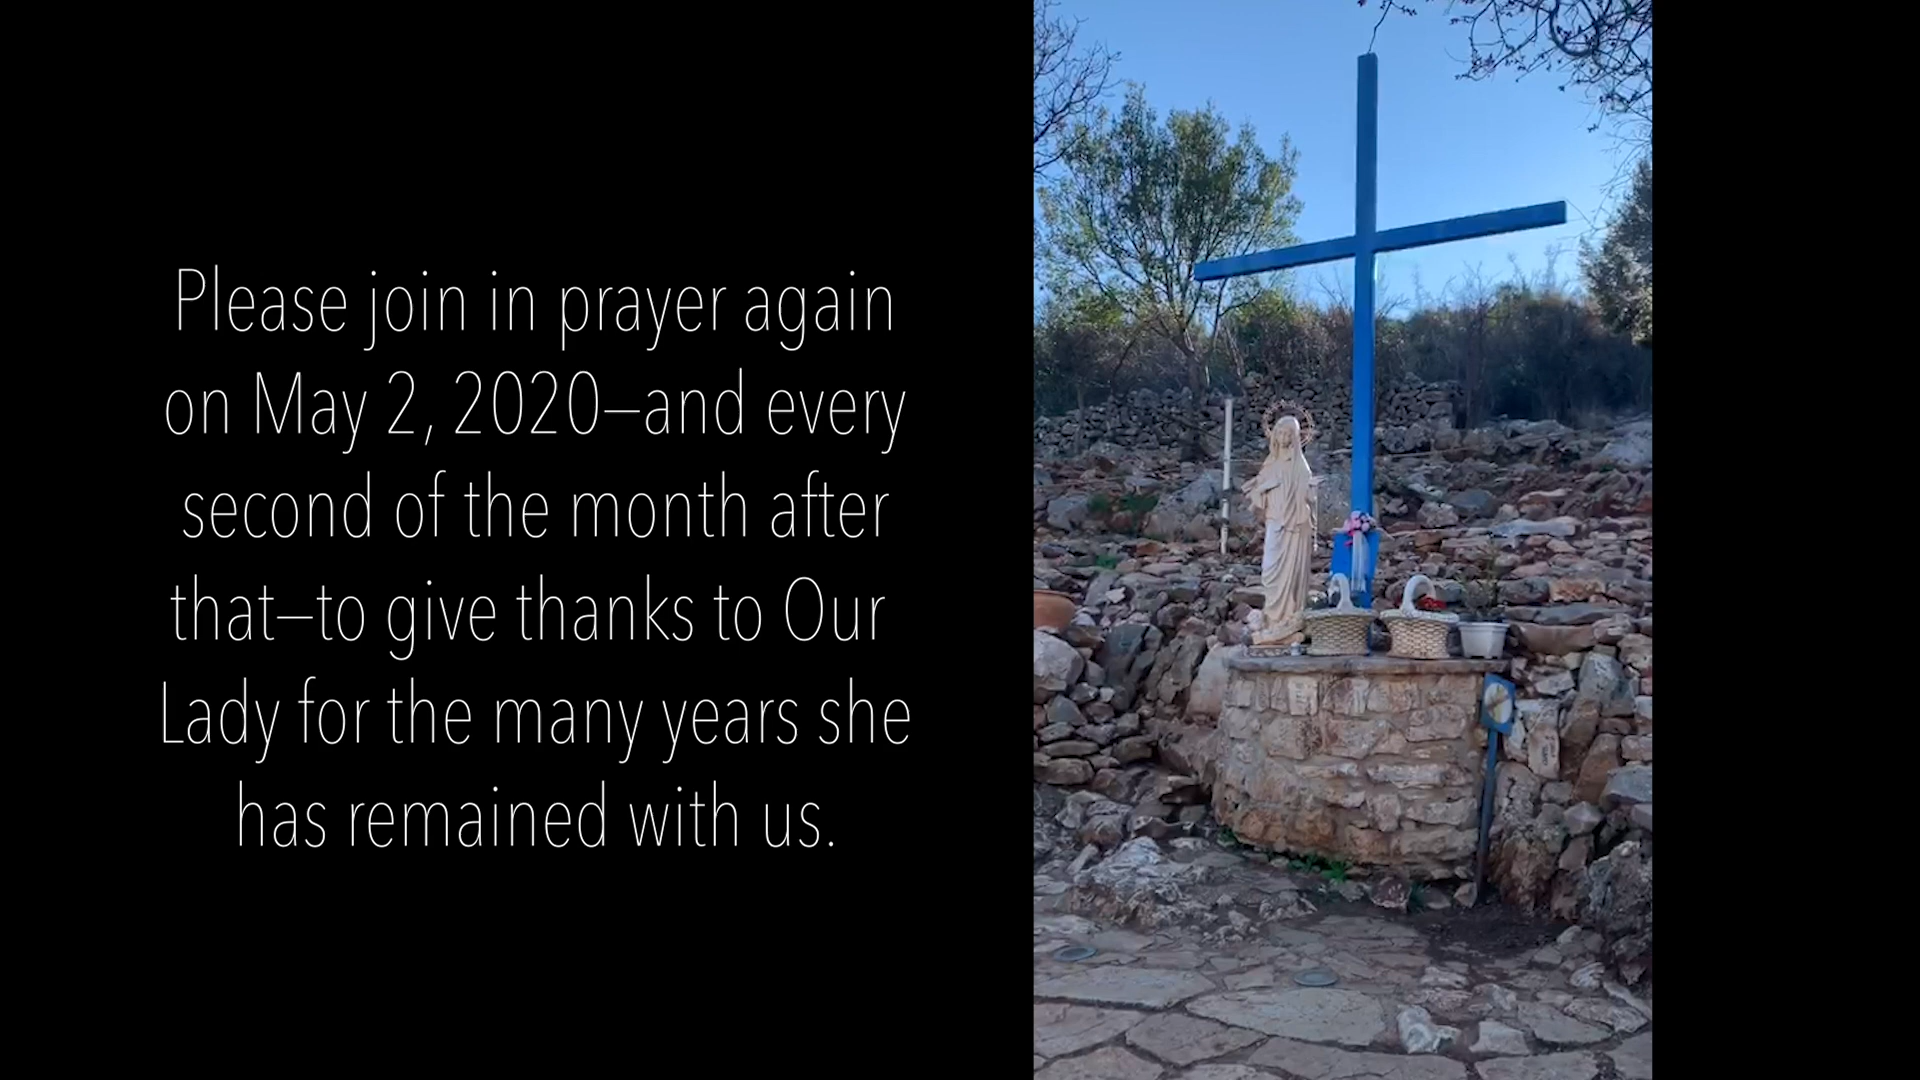 Please join in prayer again
on May 2, 2020—and every
second of the month after
that—to give thanks to Our
Lady for the many years she
has remained with us.